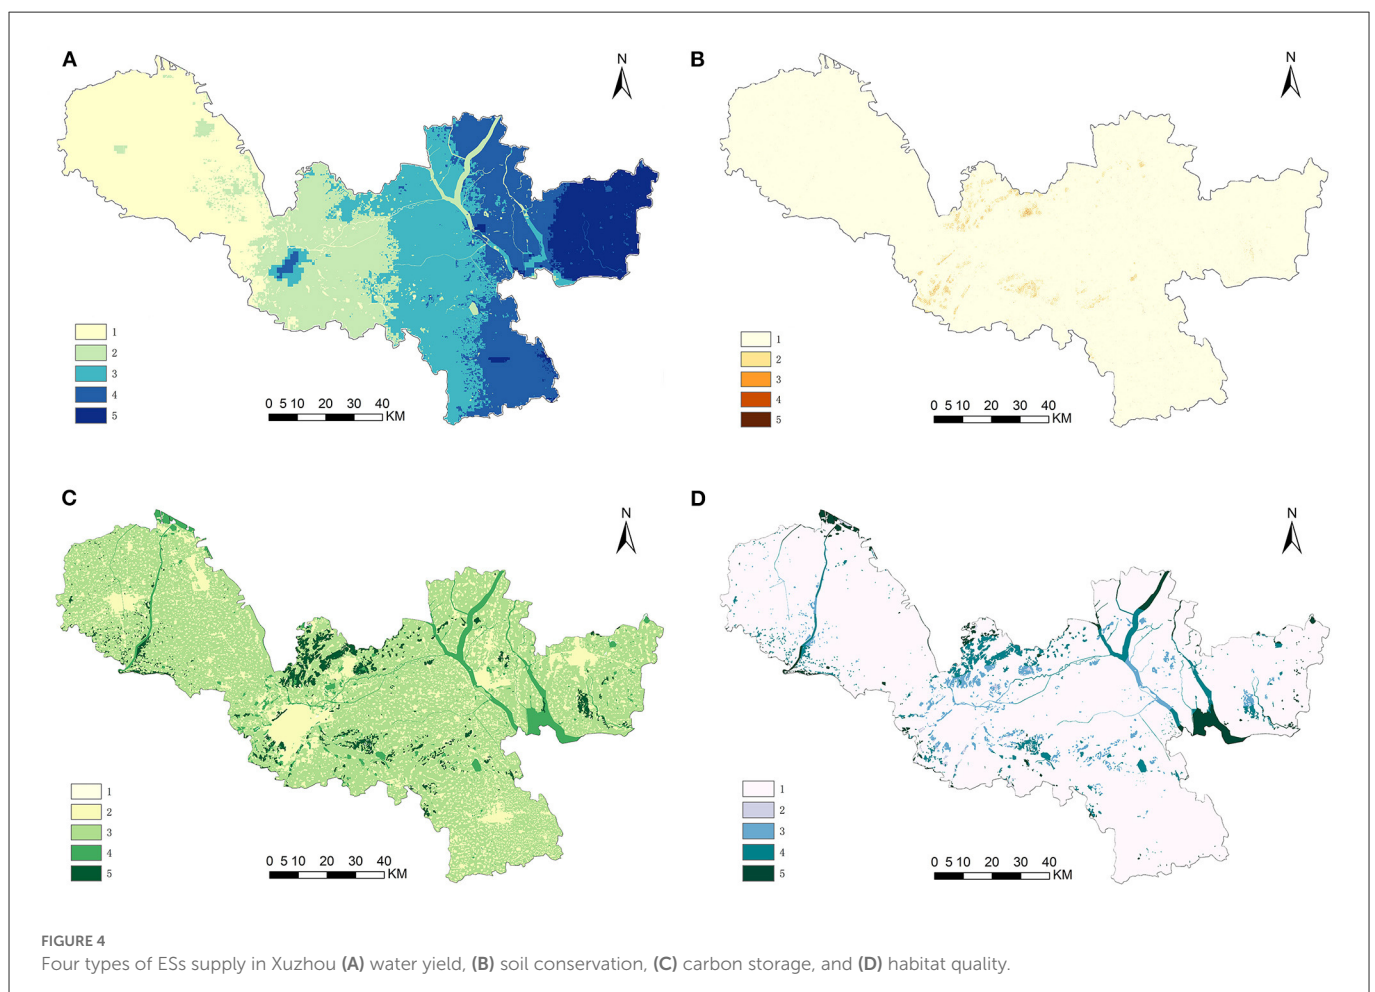 A
N
1
2
3
4
5
0 5 10 20 30 40
KM
B
N
1
2
3
4
5
0 5 10 20 30 40
KM
C
N
1
2
3
4
5
0 5 10 20 30 40
KM
D
N
1
2
3
4
5
0 5 10 20 30 40
KM
FIGURE 4
Four types of ESs supply in Xuzhou (A) water yield, (B) soil conservation, (C) carbon storage, and (D) habitat quality.